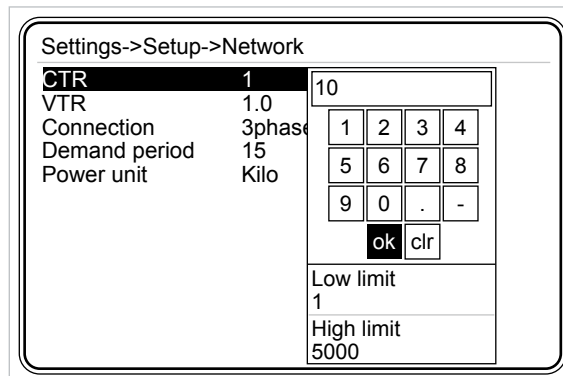 Settings->Setup->Network
CTR 1
VTR 1.0
Connection 3phase
Demand period 15
Power unit Kilo
10
1 2 3 4
5 6 7 8
9 0 . -
ok clr
Low limit
1
High limit
5000